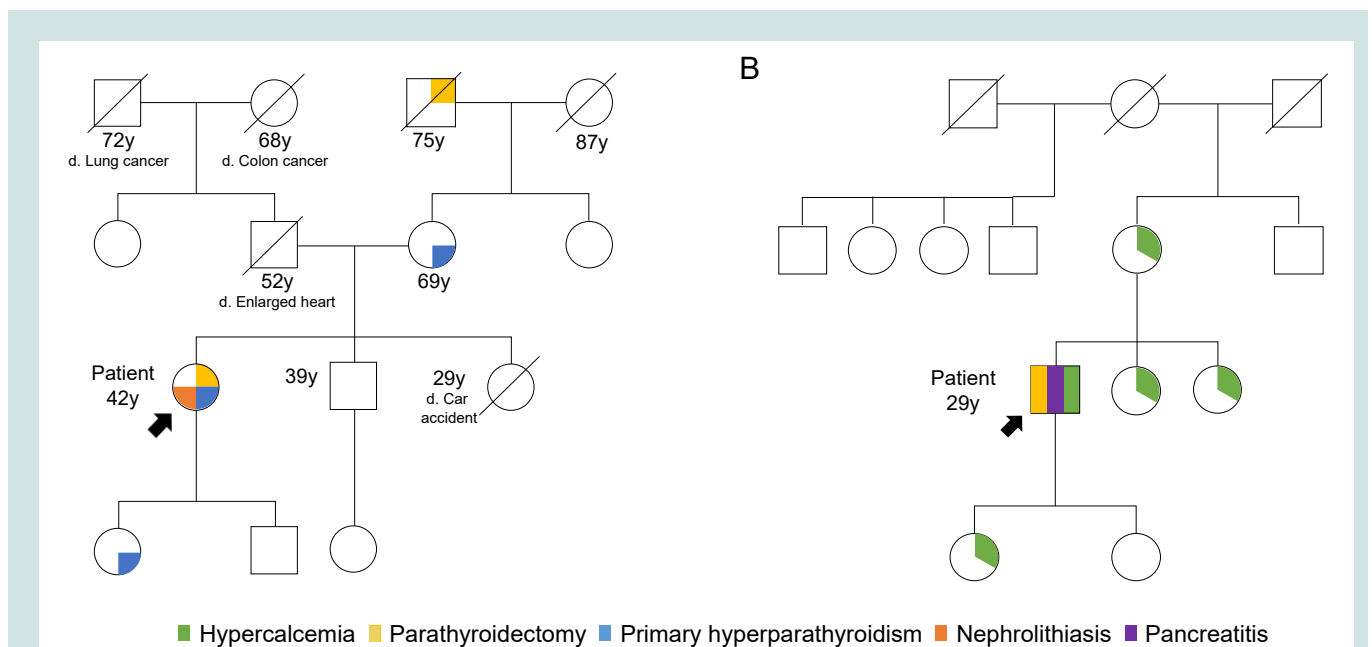 B
72y
d. Lung cancer
68y
d. Colon cancer
75y
87y
52y
d. Enlarged heart
69y
Patient
42y
39y
29y
d. Car
accident
Patient
29y
Hypercalcemia Parathyroidectomy Primary hyperparathyroidism Nephrolithiasis Pancreatitis